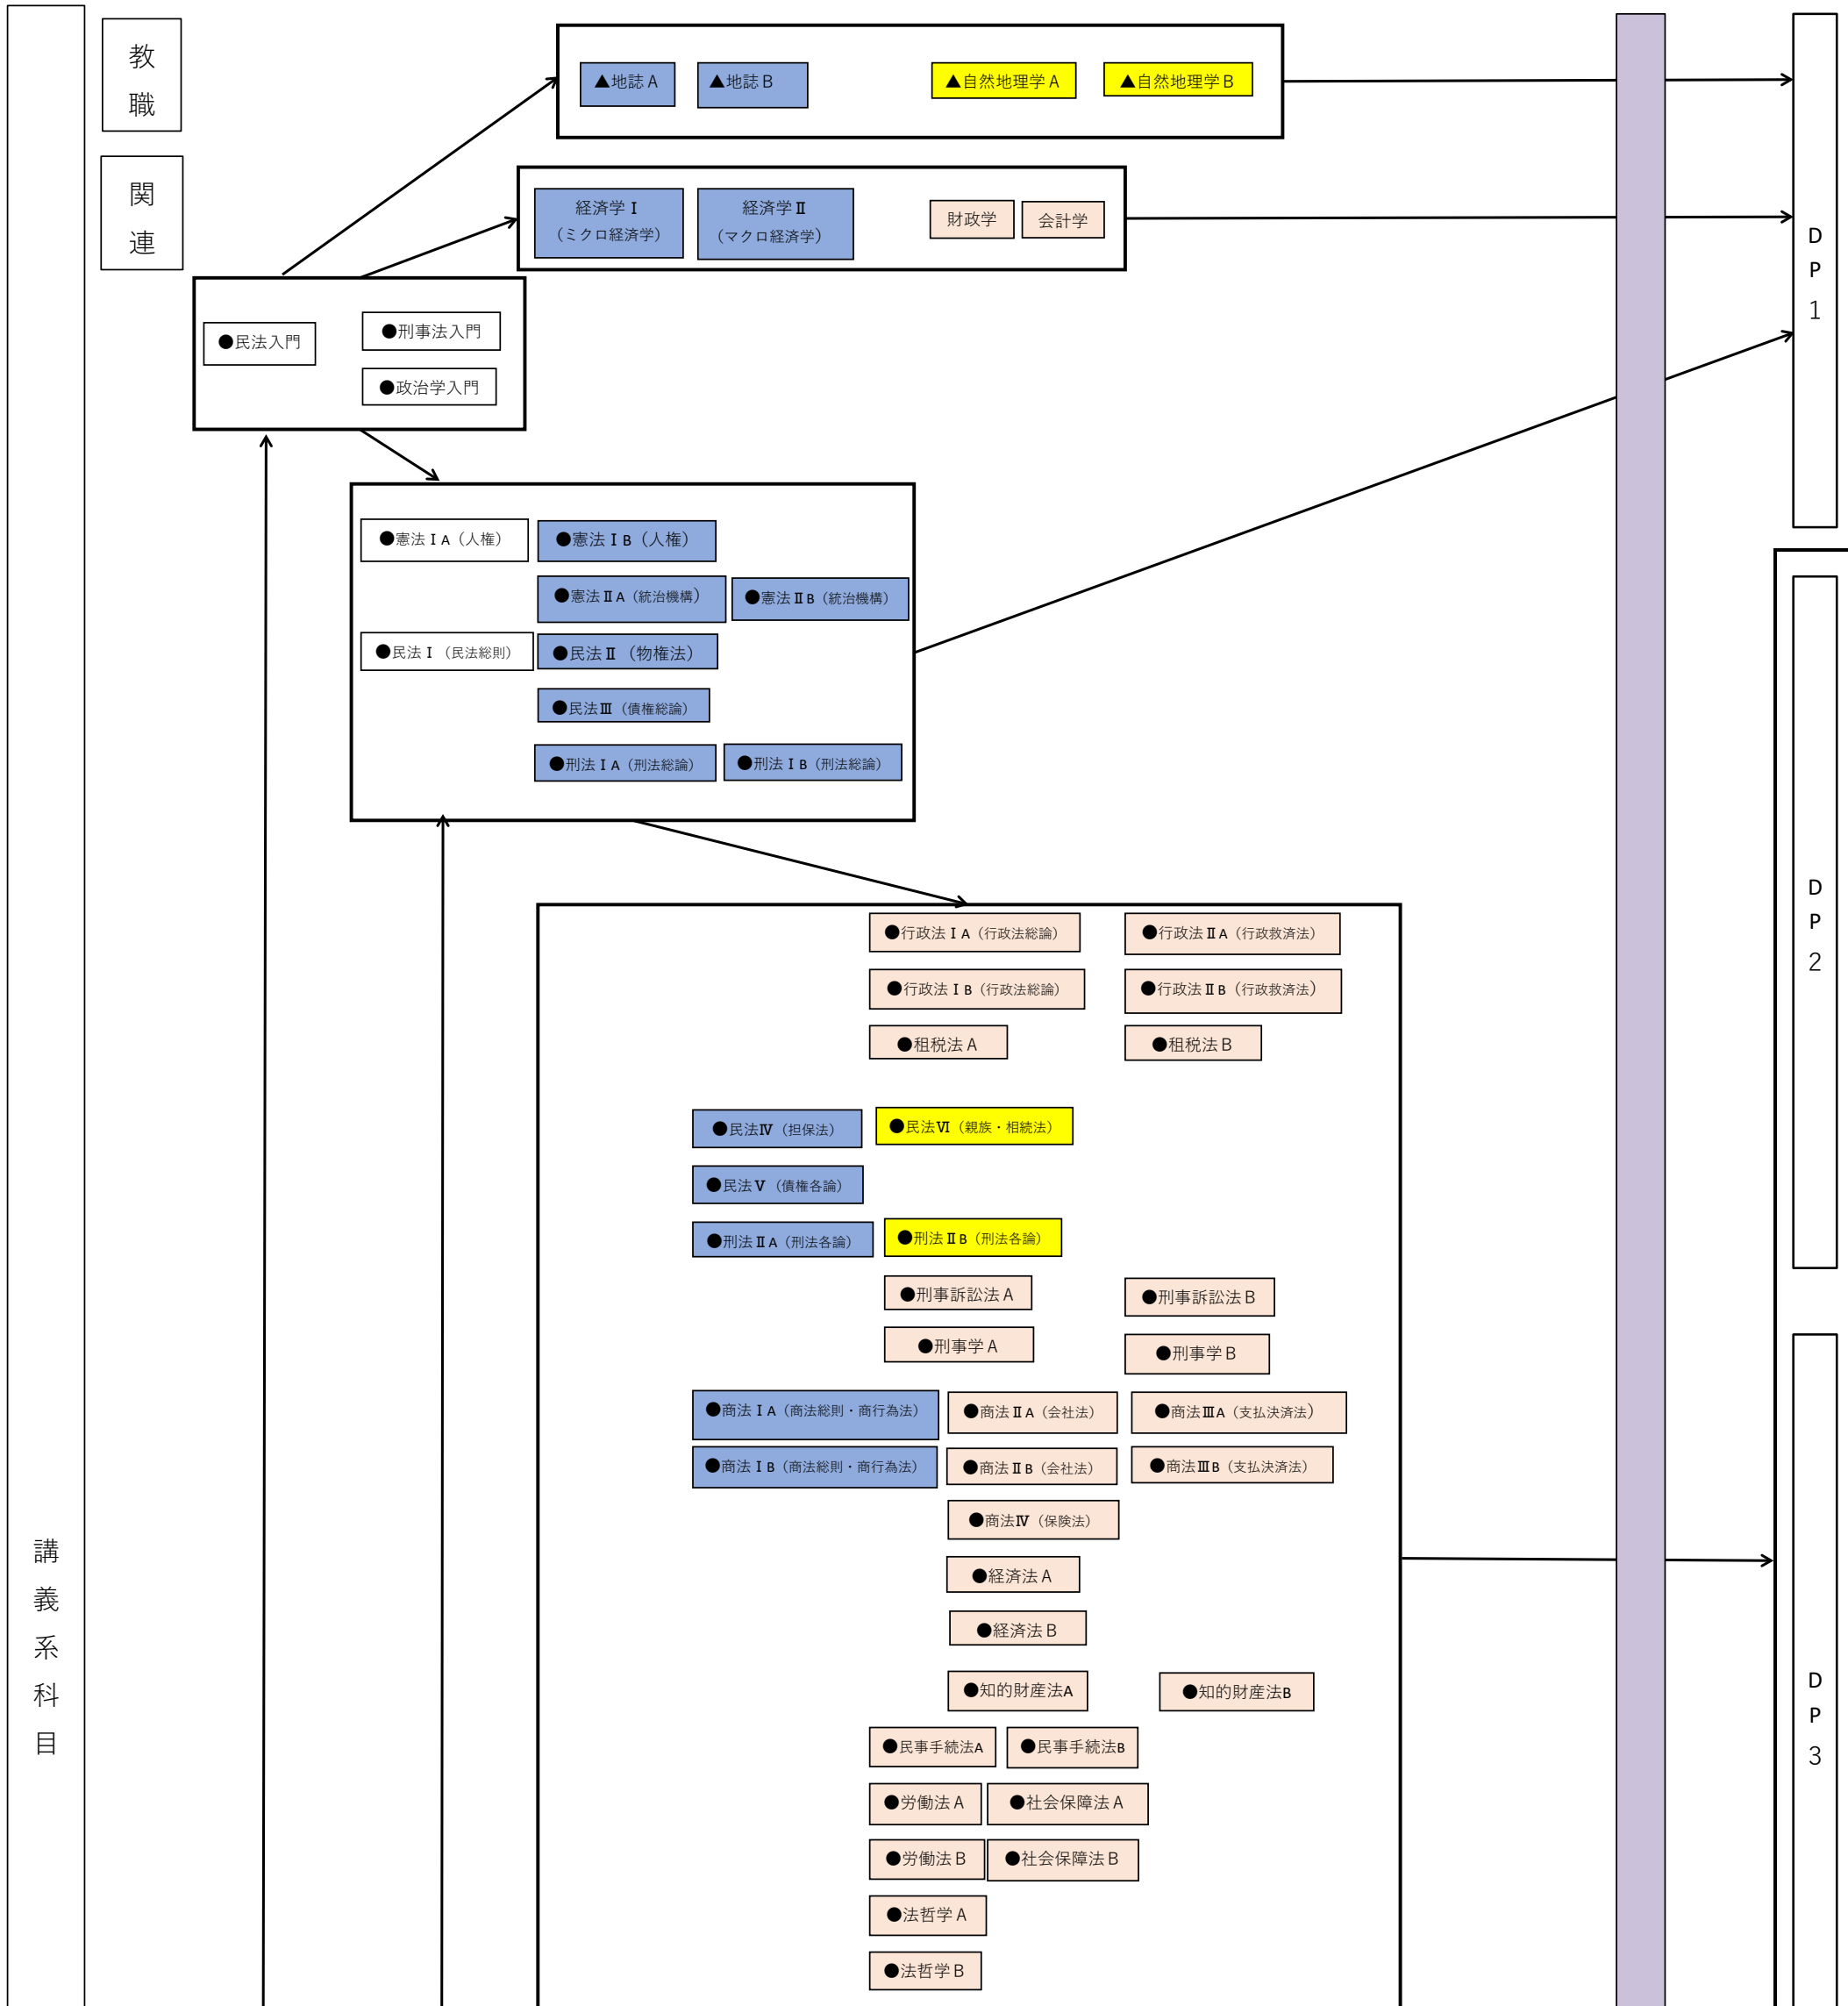 教
職
▲地誌A
▲地誌B
▲自然地理学A
▲自然地理学B
関
連
経済学Ⅰ
（ミクロ経済学）
経済学Ⅱ
（マクロ経済学）
財政学
会計学
D
P
1
●民法入門
●刑事法入門
●政治学入門
●憲法ⅠA（人権）
●憲法ⅠB（人権）
●憲法ⅡA（統治機構）
●憲法ⅡB（統治機構）
●民法Ⅰ（民法総則）
●民法Ⅱ（物権法）
●民法Ⅲ（債権総論）
●刑法ⅠA（刑法総論）
●刑法ⅠB（刑法総論）
D
P
2
●行政法ⅠA（行政法総論）
●行政法ⅡA（行政救済法）
●行政法ⅠB（行政法総論）
●行政法ⅡB（行政救済法）
●租税法A
●租税法B
●民法Ⅳ（担保法）
●民法Ⅵ（親族・相続法）
●民法Ⅴ（債権各論）
●刑法ⅡA（刑法各論）
●刑法ⅡB（刑法各論）
●刑事訴訟法A
●刑事訴訟法B
●刑事学A
●刑事学B
●商法ⅠA（商法総則・商行為法）
●商法ⅡA（会社法）
●商法ⅢA（支払決済法）
●商法ⅠB（商法総則・商行為法）
●商法ⅡB（会社法）
●商法ⅢB（支払決済法）
●商法Ⅳ（保険法）
●経済法A
●経済法B
●知的財産法A
●知的財産法B
●民事手続法A
●民事手続法B
●労働法A
●社会保障法A
●労働法B
●社会保障法B
●法哲学A
●法哲学B
講
義
系
科
目
D
P
3